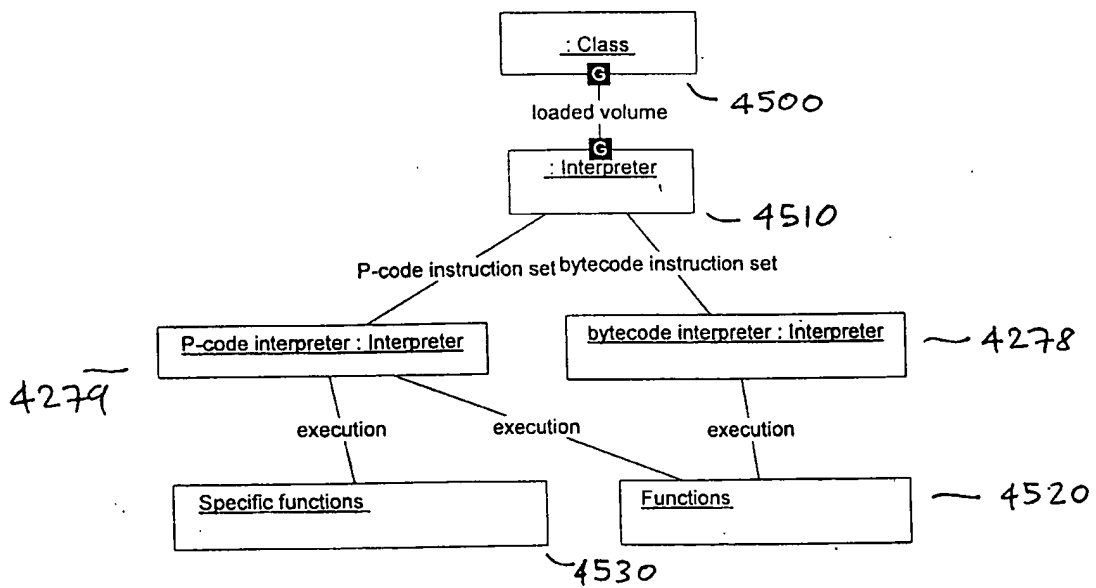 : Class
G
4500
loaded volume
G
: Interpreter
4510
P-code instruction set bytecode instruction set
P-code interpreter : Interpreter
bytecode interpreter : Interpreter
4278
4279
execution
execution
execution
Specific functions
Functions
4520
4530